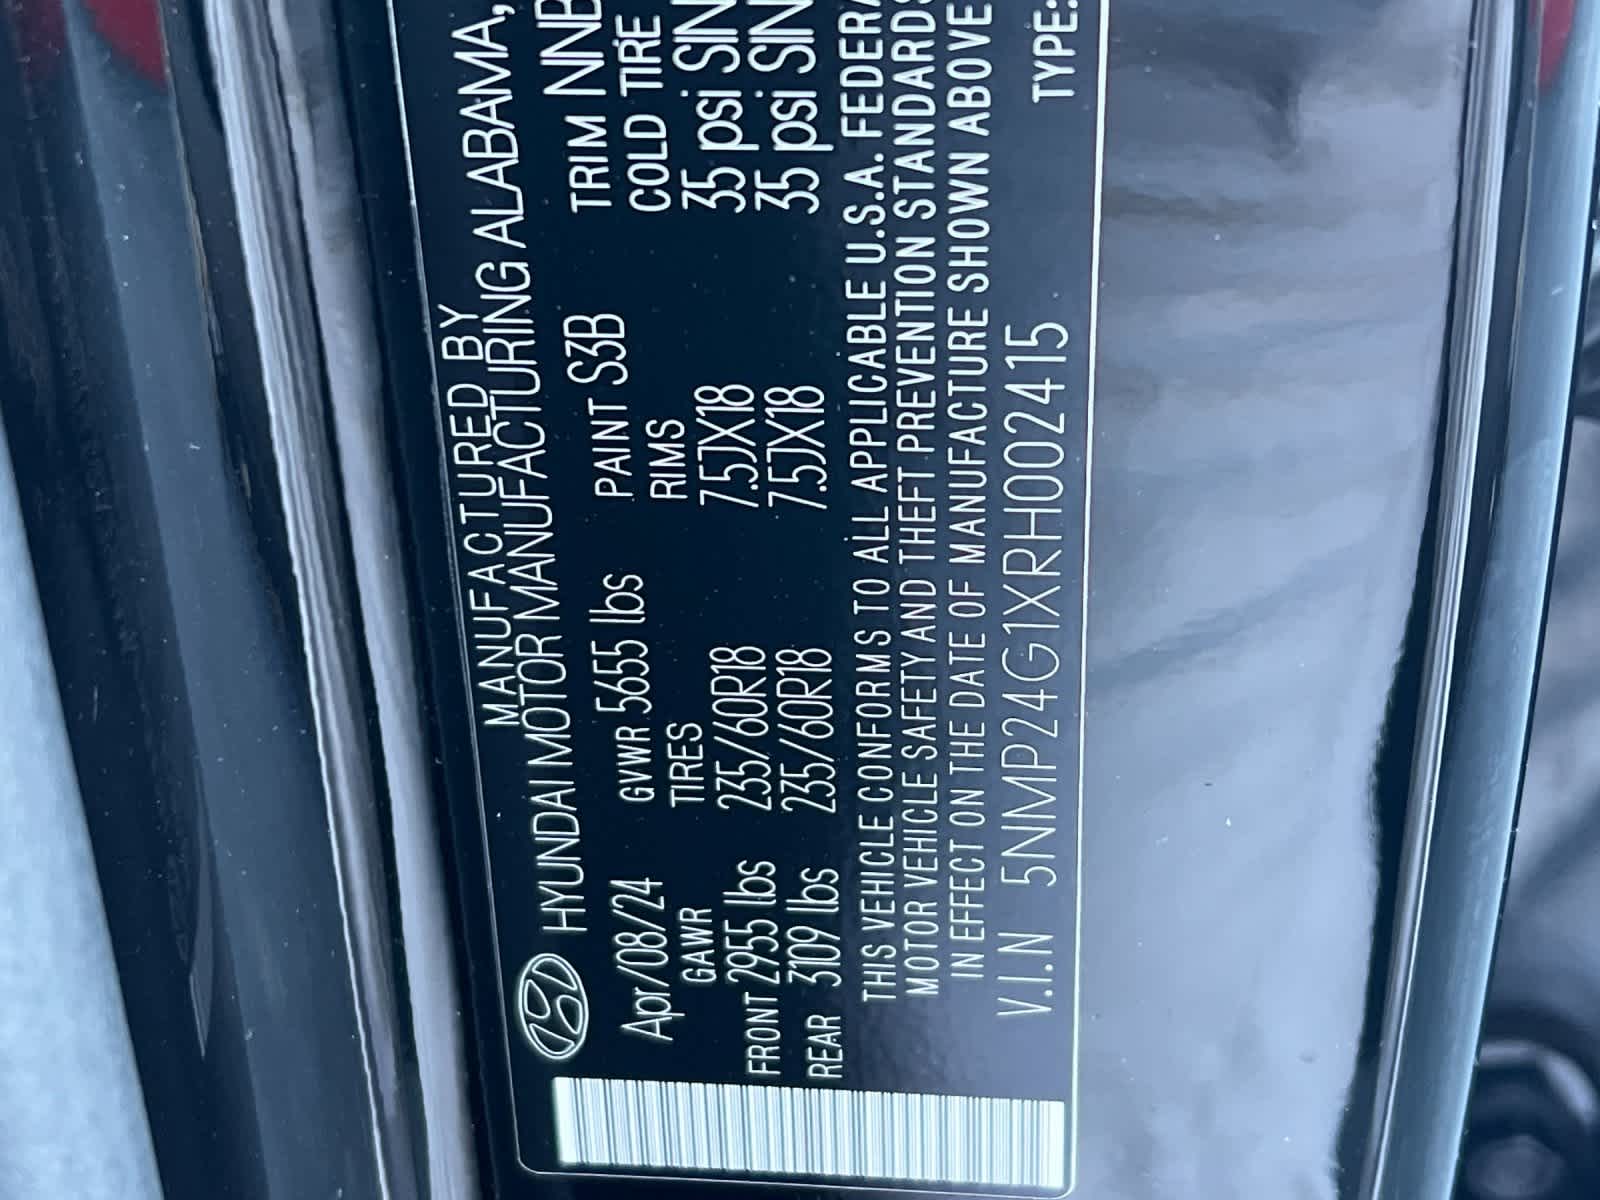 MANUFACTURED BY
HYUNDAI MOTOR MANUFACTURING ALABAMA,
Apr/08/24 GVWR 5655 lbs PAINT S3B TRIM NNB
GAWR TIRES RIMS COLD TIRE
FRONT 2955 lbs 235/60R18 7.5JX18 35 psi SIN
REAR 3109 lbs 235/60R18 7.5JX18 35 psi SIN
THIS VEHICLE CONFORMS TO ALL APPLICABLE U.S.A. FEDERA
MOTOR VEHICLE SAFETY AND THEFT PREVENTION STANDARDS
IN EFFECT ON THE DATE OF MANUFACTURE SHOWN ABOVE
V.I.N 5NMP24G1XRH002415 TYPE: